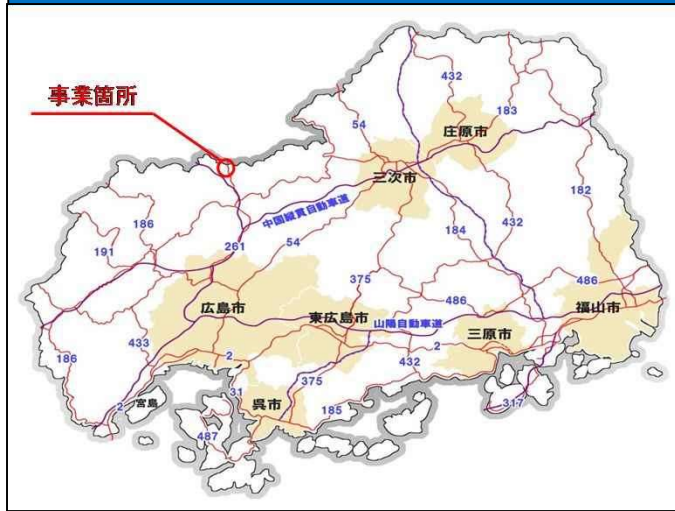 事業箇所
432
183
54
庄原市
三次市
182
中国縦貫自動車道
186
191
261
54
184
432
375
486
広島市
東広島市
山陽自動車道
486
福山市
三原市
2
186
433
2
432
2
宮島
31
呉市
375
185
317
487